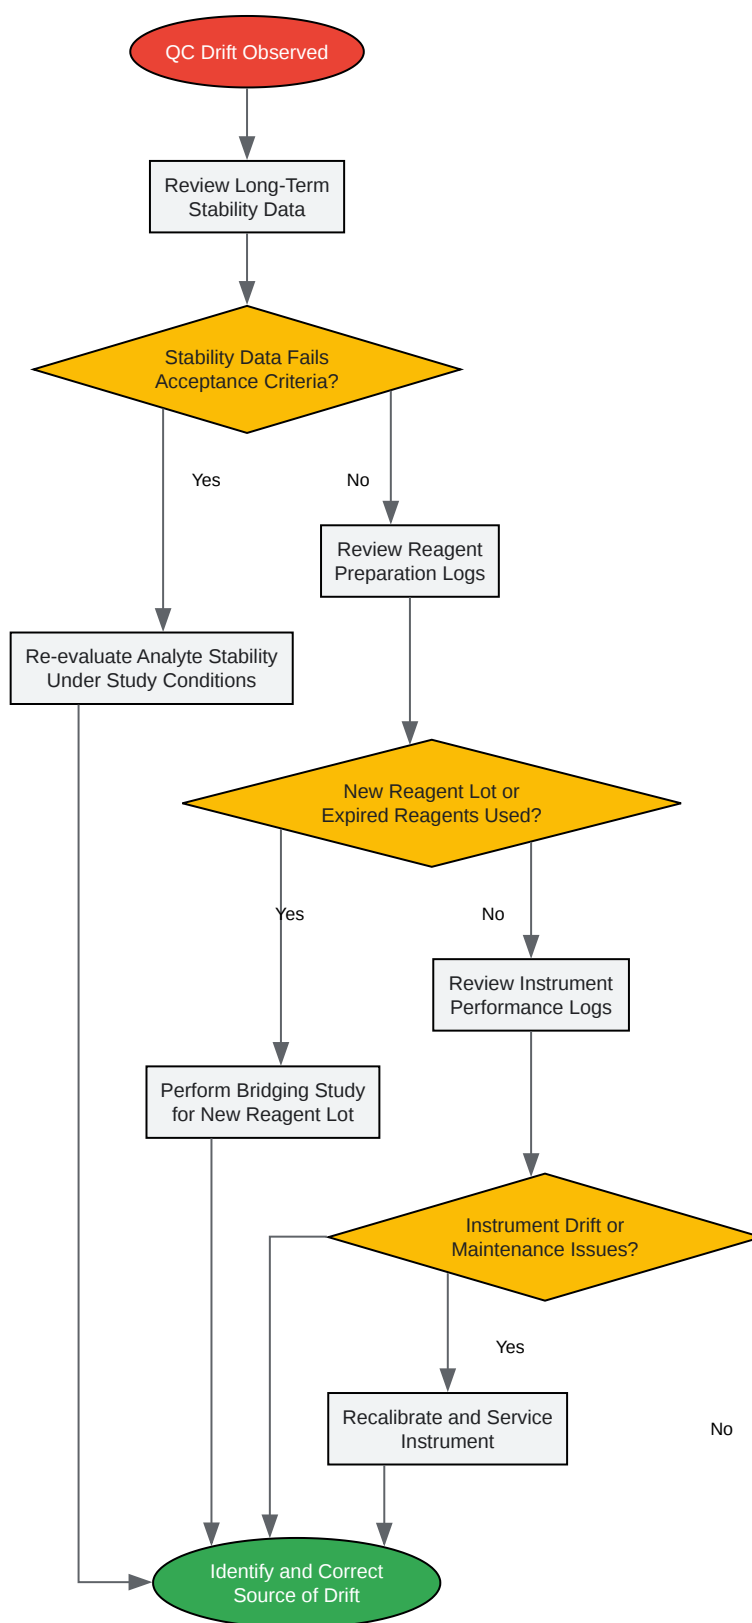 QC Drift Observed
Review Long-Term
Stability Data
Stability Data Fails
Acceptance Criteria?
Yes
No
Review Reagent
Preparation Logs
Re-evaluate Analyte Stability
Under Study Conditions
New Reagent Lot or
Expired Reagents Used?
Yes
No
Review Instrument
Performance Logs
Perform Bridging Study
for New Reagent Lot
Instrument Drift or
Maintenance Issues?
Yes
Recalibrate and Service
Instrument
No
Identify and Correct
Source of Drift